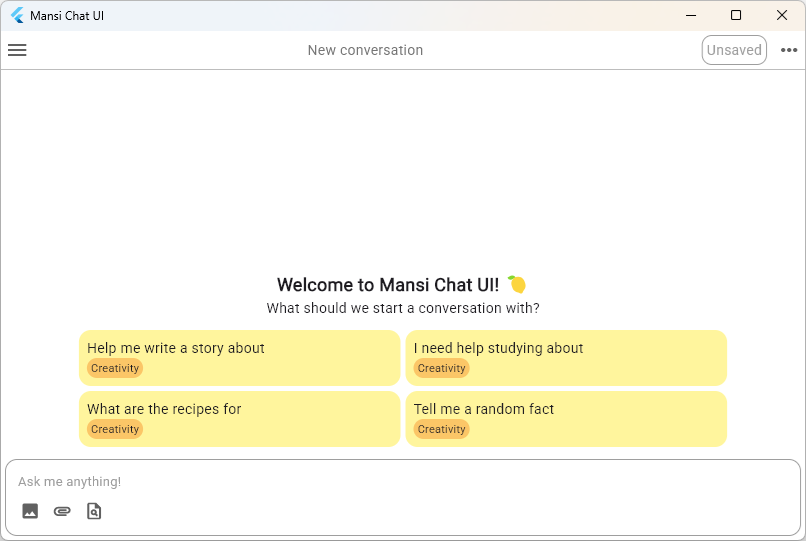 Mansi Chat UI
New conversation
Unsaved
Welcome to Mansi Chat UI! 🍋
What should we start a conversation with?
Help me write a story about
Creativity
I need help studying about
Creativity
What are the recipes for
Creativity
Tell me a random fact
Creativity
Ask me anything!